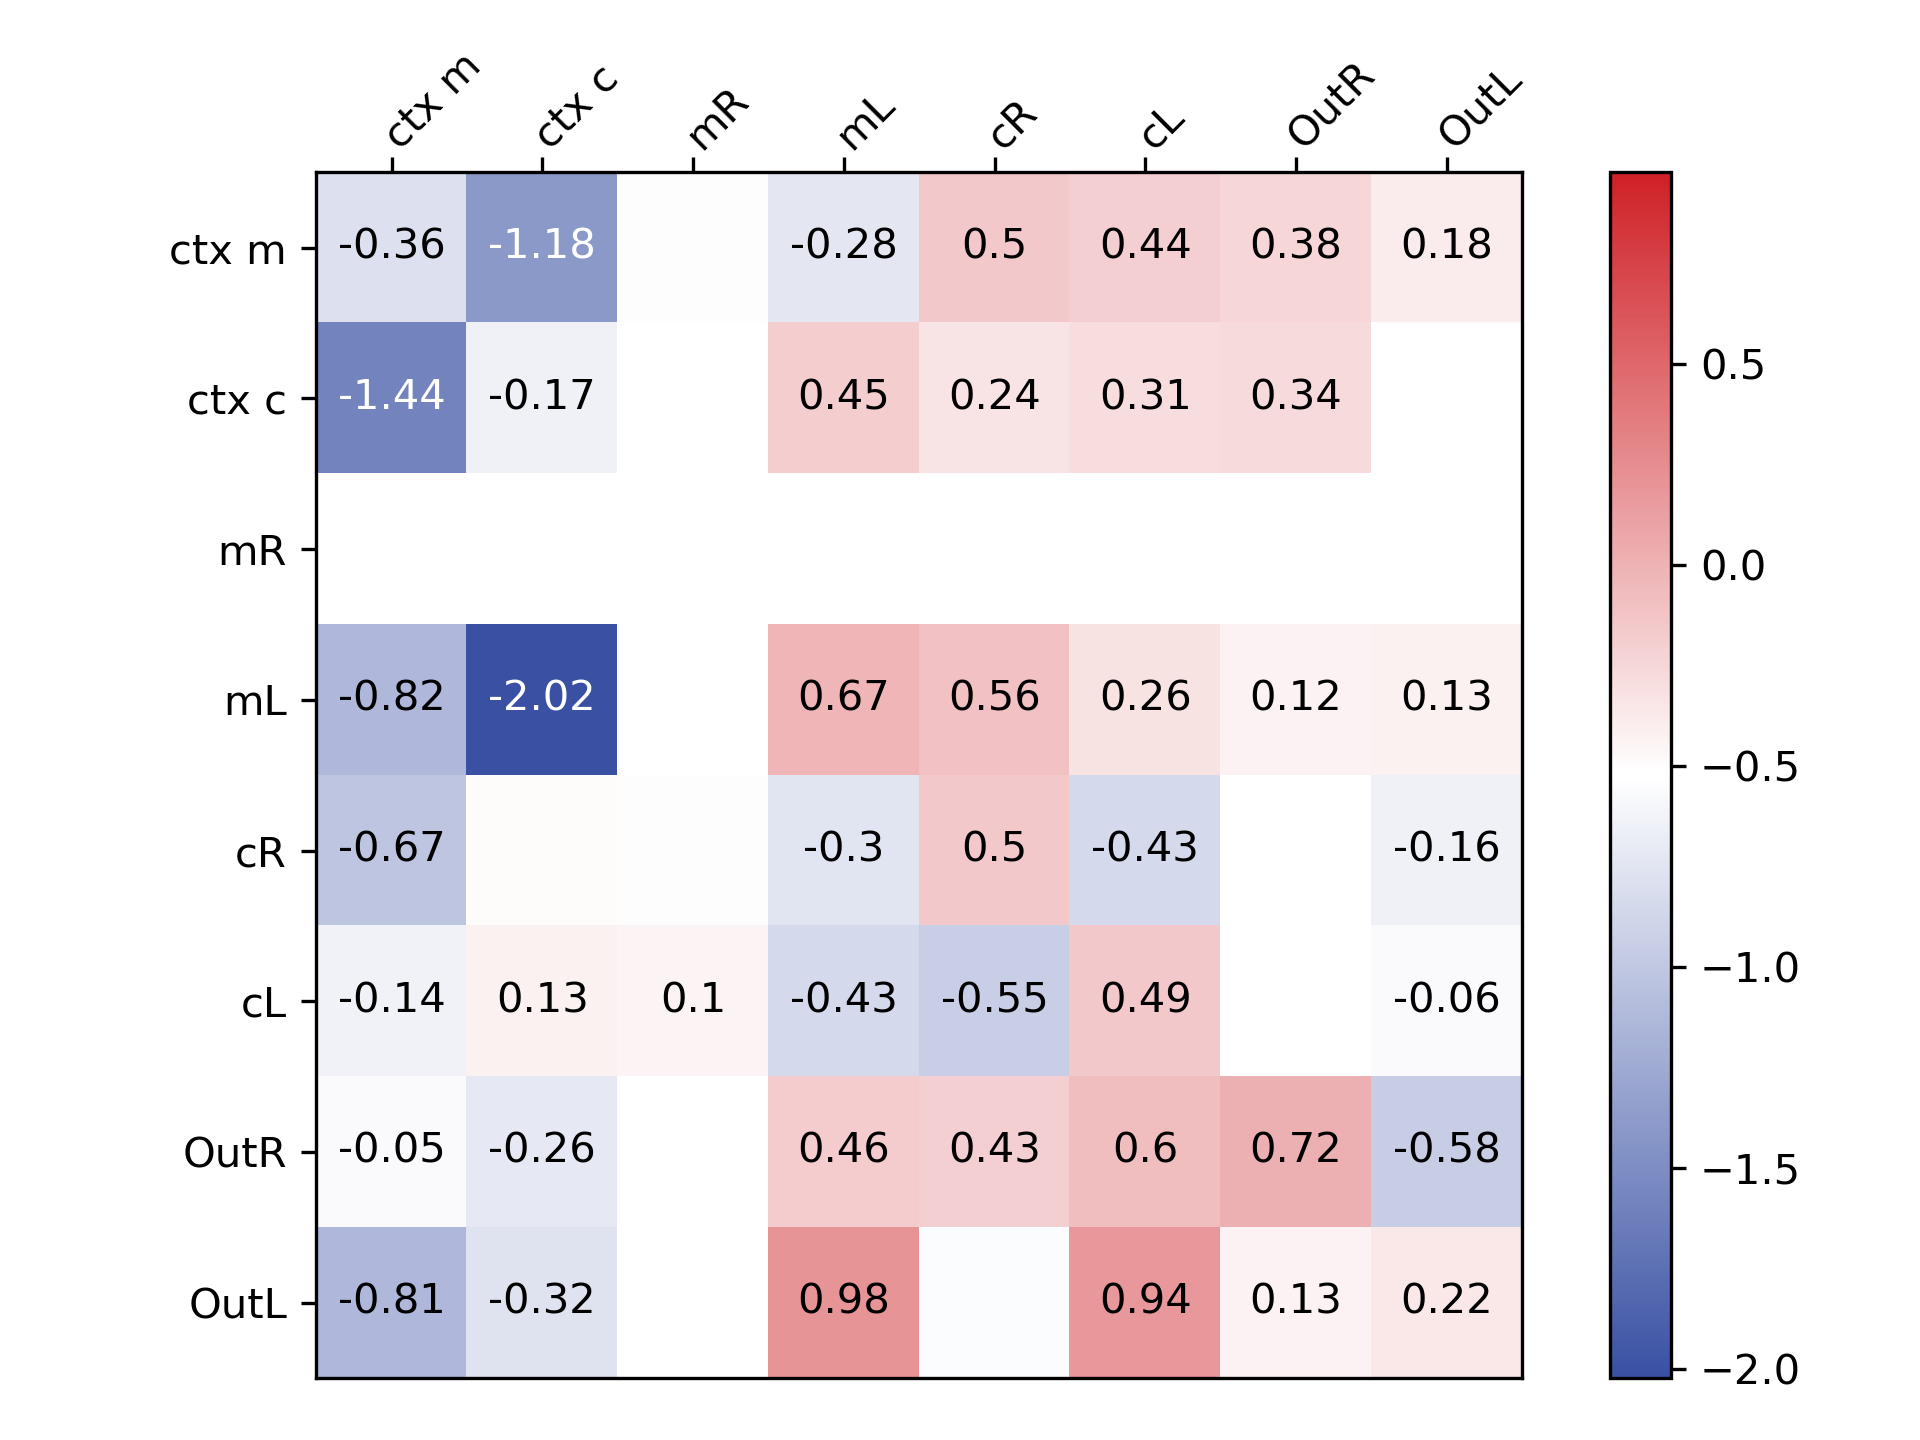 ctx m ctx c mR mL cR cL OutR OutL
ctx m -0.36 -1.18 -0.28 0.5 0.44 0.38 0.18
ctx c -1.44 -0.17 0.45 0.24 0.31 0.34
mR
mL -0.82 -2.02 0.67 0.56 0.26 0.12 0.13
cR -0.67 -0.3 0.5 -0.43 -0.16
cL -0.14 0.13 0.1 -0.43 -0.55 0.49 -0.06
OutR -0.05 -0.26 0.46 0.43 0.6 0.72 -0.58
OutL -0.81 -0.32 0.98 0.94 0.13 0.22
0.5
0.0
−0.5
−1.0
−1.5
−2.0